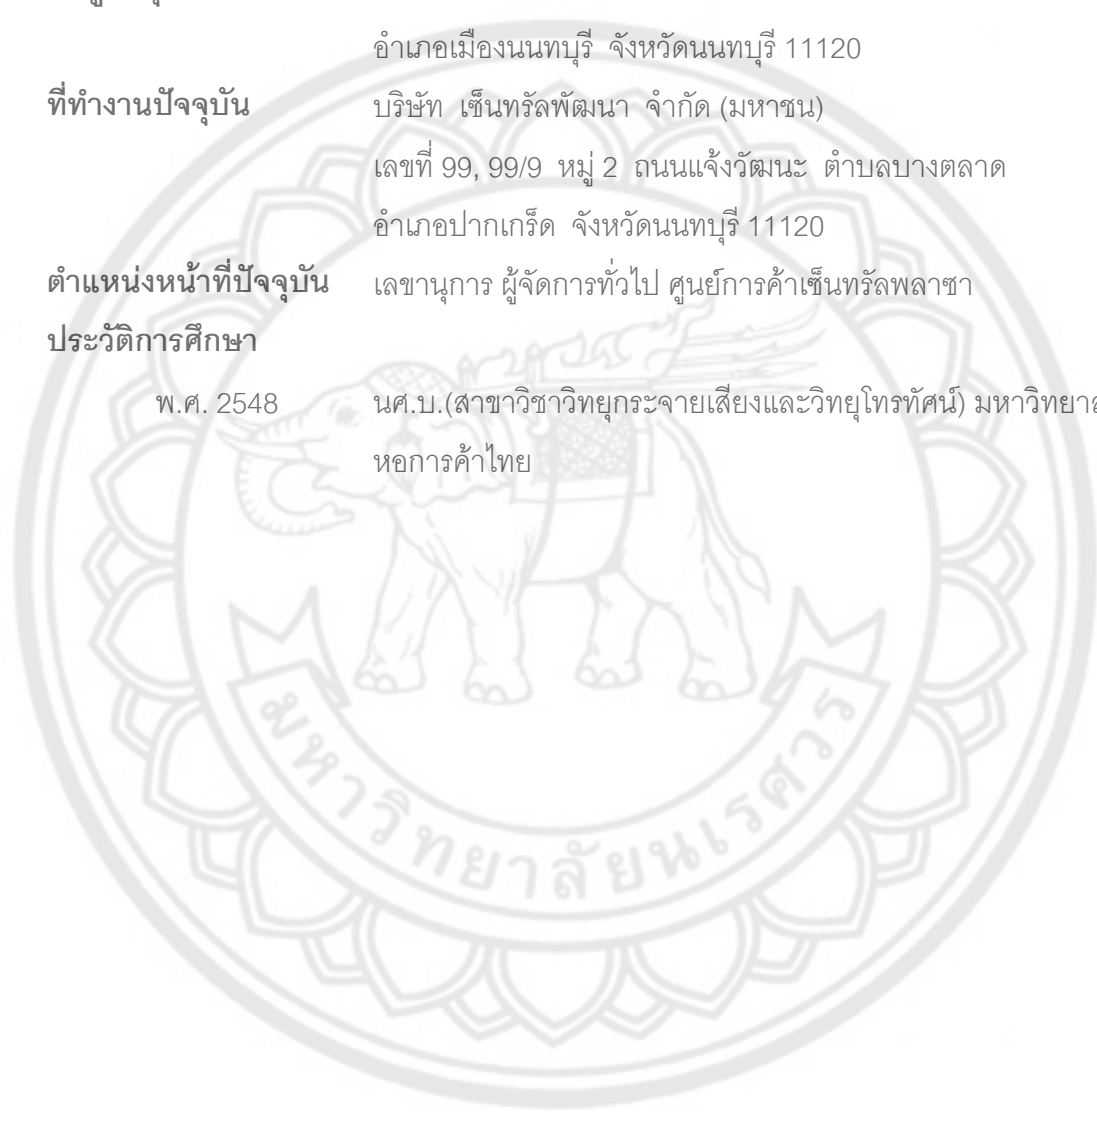 อำเภอเมืองนนทบุรี จังหวัดนนทบุรี 11120
ที่ทำงานปัจจุบัน บริษัท เซ็นทรัลพัฒนา จำกัด (มหาชน)
เลขที่ 99, 99/9 หมู่ 2 ถนนแจ้งวัฒนะ ตำบลบางตลาด
อำเภอปากเกร็ด จังหวัดนนทบุรี 11120
ตำแหน่งหน้าที่ปัจจุบัน เลขานุการ ผู้จัดการทั่วไป ศูนย์การค้าเซ็นทรัลพลาซา
ประวัติการศึกษา
พ.ศ. 2548 นศ.บ.(สาขาวิชาวิทยุกระจายเสียงและวิทยุโทรทัศน์)
หอการค้าไทย
มหาวิทยาลัยนเรศวร